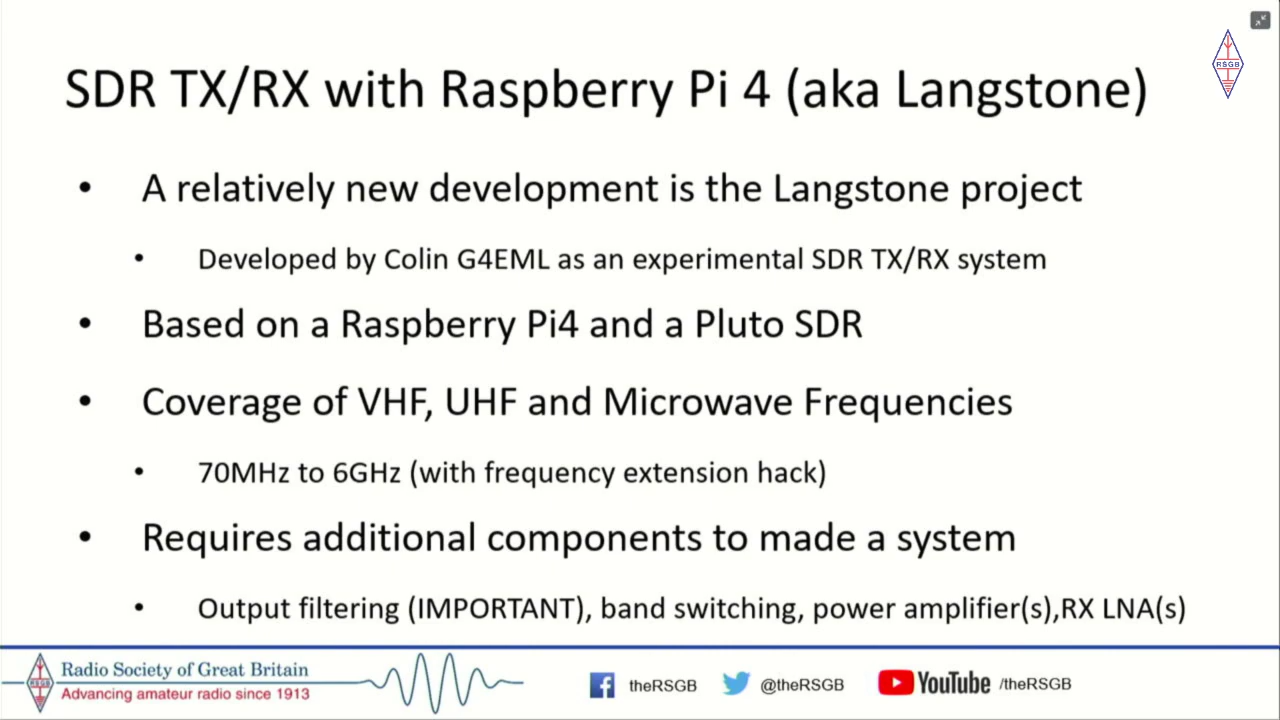 SDR TX/RX with Raspberry Pi 4 (aka Langstone)
RSGB
• A relatively new development is the Langstone project
• Developed by Colin G4EML as an experimental SDR TX/RX system
• Based on a Raspberry Pi4 and a Pluto SDR
• Coverage of VHF, UHF and Microwave Frequencies
• 70MHz to 6GHz (with frequency extension hack)
• Requires additional components to made a system
• Output filtering (IMPORTANT), band switching, power amplifier(s),RX LNA(s)
RSGB
Radio Society of Great Britain
Advancing amateur radio since 1913
theRSGB
@theRSGB
YouTube /theRSGB